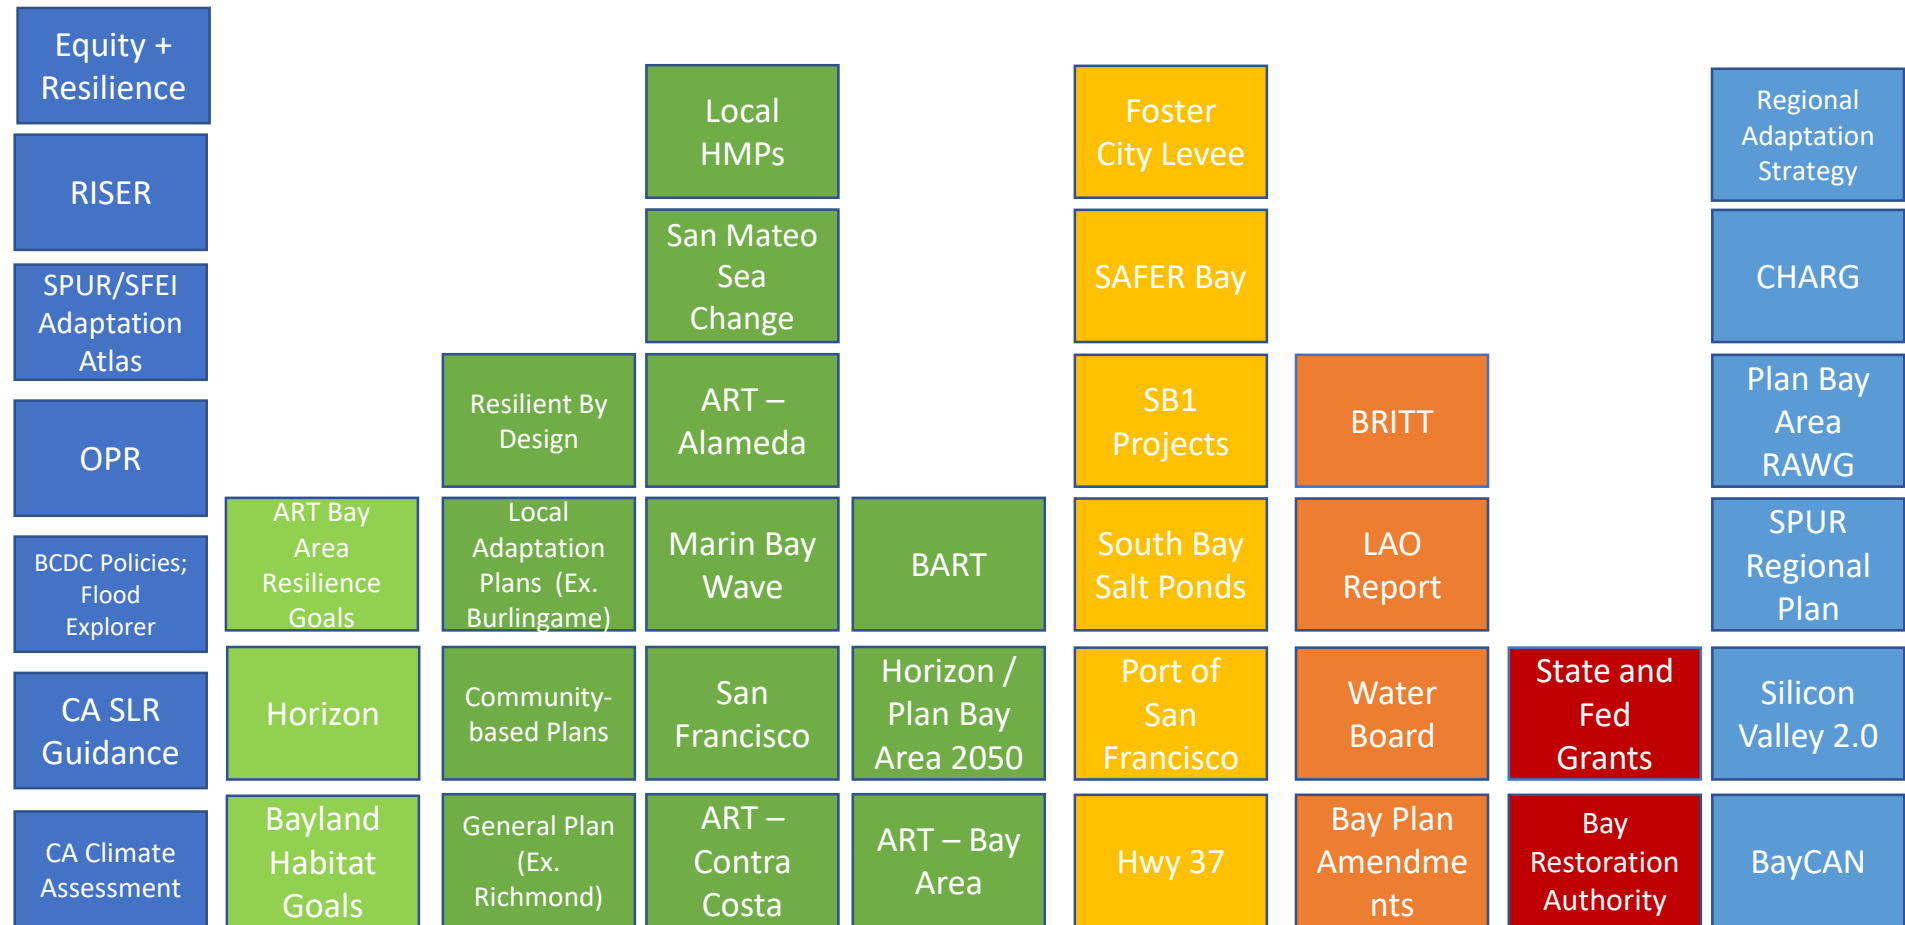 Equity +
Resilience
RISER
SPUR/SFEI
Adaptation
Atlas
OPR
BCDC Policies;
Flood
Explorer
CA SLR
Guidance
CA Climate
Assessment
ART Bay
Area
Resilience
Goals
Horizon
Bayland
Habitat
Goals
Resilient By
Design
Local
Adaptation
Plans (Ex.
Burlingame)
Community-
based Plans
General Plan
(Ex.
Richmond)
Local
HMPs
San Mateo
Sea
Change
ART –
Alameda
Marin Bay
Wave
San
Francisco
ART –
Contra
Costa
BART
Horizon /
Plan Bay
Area 2050
ART – Bay
Area
Foster
City Levee
SAFER Bay
SB1
Projects
South Bay
Salt Ponds
Port of
San
Francisco
Hwy 37
BRITT
LAO
Report
Water
Board
Bay Plan
Amendme
nts
State and
Fed
Grants
Bay
Restoration
Authority
Regional
Adaptation
Strategy
CHARG
Plan Bay
Area
RAWG
SPUR
Regional
Plan
Silicon
Valley 2.0
BayCAN